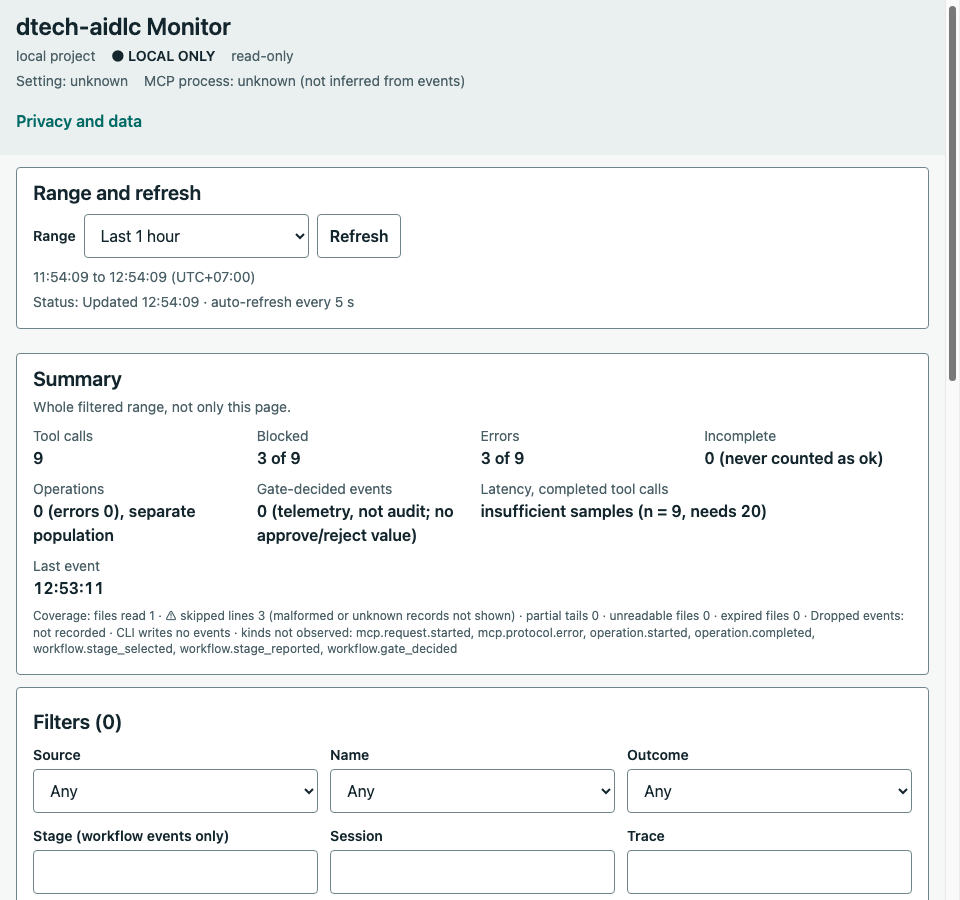 dtech-aidlc Monitor
local project ● LOCAL ONLY read-only
Setting: unknown MCP process: unknown (not inferred from events)
Privacy and data
Range and refresh
Range Last 1 hour Refresh
11:54:09 to 12:54:09 (UTC+07:00)
Status: Updated 12:54:09 · auto-refresh every 5 s
Summary
Whole filtered range, not only this page.
Tool calls Blocked Errors Incomplete
9 3 of 9 3 of 9 0 (never counted as ok)
Operations Gate-decided events Latency, completed tool calls
0 (errors 0), separate 0 (telemetry, not audit; no insufficient samples (n = 9, needs 20)
population approve/reject value)
Last event
12:53:11
Coverage: files read 1 · ⚠ skipped lines 3 (malformed or unknown records not shown) · partial tails 0 · unreadable files 0 · expired files 0 · Dropped events:
not recorded · CLI writes no events · kinds not observed: mcp.request.started, mcp.protocol.error, operation.started, operation.completed,
workflow.stage_selected, workflow.stage_reported, workflow.gate_decided
Filters (0)
Source Name Outcome
Any Any Any
Stage (workflow events only) Session Trace